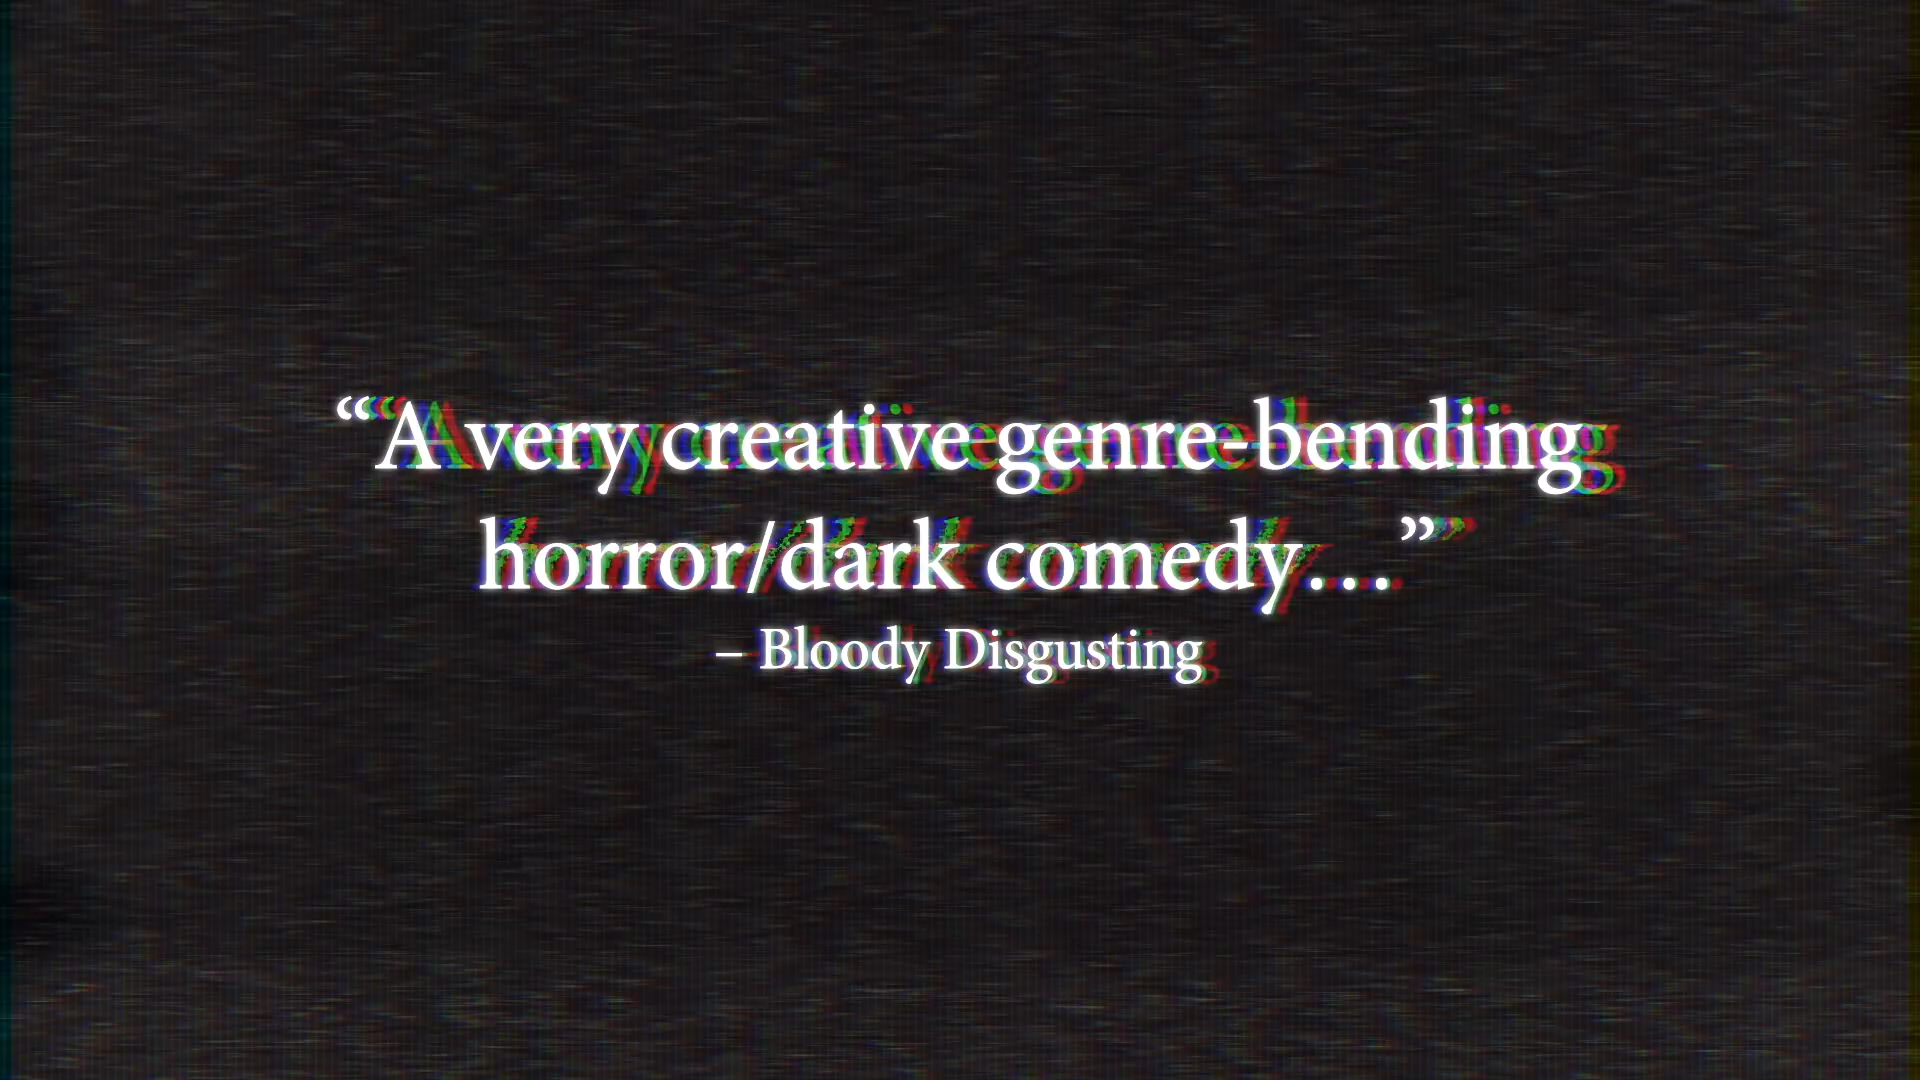 “A very creative genre-bending
horror/dark comedy…”
– Bloody Disgusting